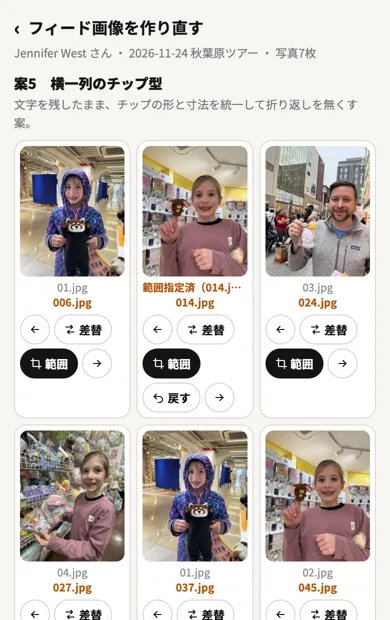 ‹ フィード画像を作り直す
Jennifer West さん ・ 2026-11-24 秋葉原ツアー ・ 写真7枚
案5　横一列のチップ型
文字を残したまま、チップの形と寸法を統一して折り返しを無くす
案。
01.jpg
006.jpg
← 差替
範囲 →
範囲指定済（014.j…
014.jpg
← 差替
範囲
戻す →
03.jpg
024.jpg
← 差替
範囲 →
04.jpg
027.jpg
← 差替
01.jpg
037.jpg
← 差替
02.jpg
045.jpg
← 差替